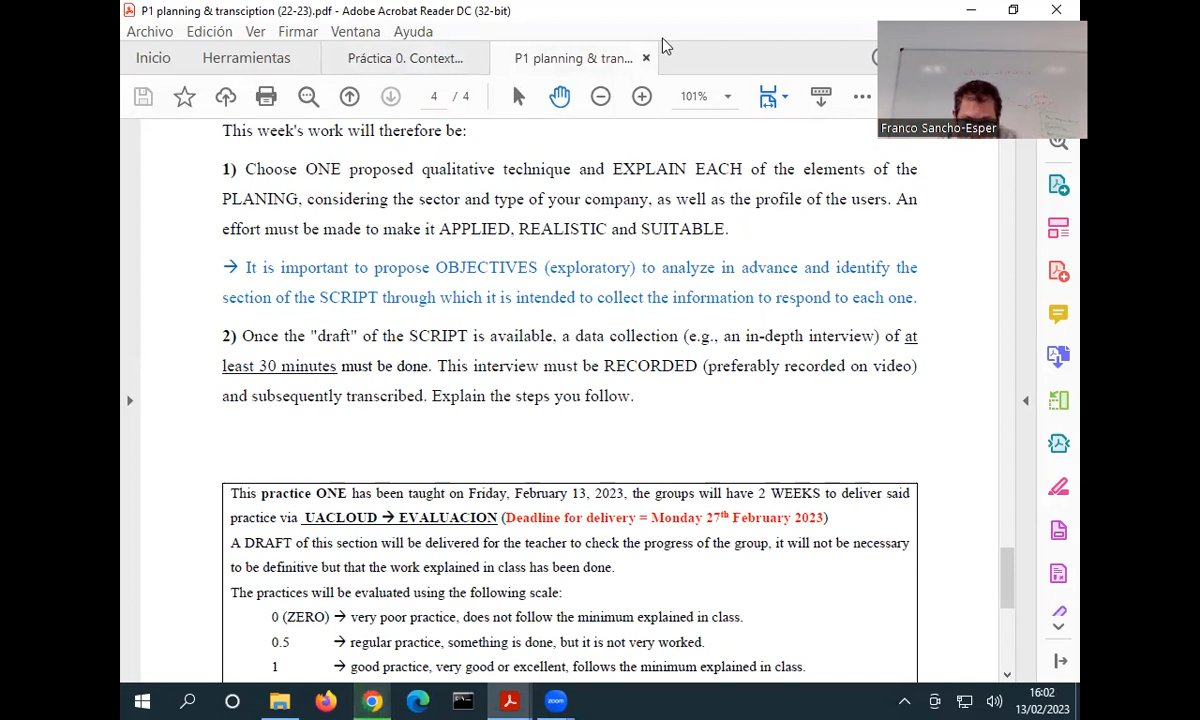 P1 planning & transciption (22-23).pdf - Adobe Acrobat Reader DC (32-bit)
Archivo Edición Ver Firmar Ventana Ayuda
Inicio Herramientas Práctica 0. Context... P1 planning & tran...
4 / 4 101%
Franco Sancho-Esper
This week's work will therefore be:
1) Choose ONE proposed qualitative technique and EXPLAIN EACH of the elements of the
PLANING, considering the sector and type of your company, as well as the profile of the users. An
effort must be made to make it APPLIED, REALISTIC and SUITABLE.
→ It is important to propose OBJECTIVES (exploratory) to analyze in advance and identify the
section of the SCRIPT through which it is intended to collect the information to respond to each one.
2) Once the "draft" of the SCRIPT is available, a data collection (e.g., an in-depth interview) of at
least 30 minutes must be done. This interview must be RECORDED (preferably recorded on video)
and subsequently transcribed. Explain the steps you follow.
This practice ONE has been taught on Friday, February 13, 2023, the groups will have 2 WEEKS to deliver said
practice via UACLOUD → EVALUACION (Deadline for delivery = Monday 27th February 2023)
A DRAFT of this section will be delivered for the teacher to check the progress of the group, it will not be necessary
to be definitive but that the work explained in class has been done.
The practices will be evaluated using the following scale:
0 (ZERO) → very poor practice, does not follow the minimum explained in class.
0.5 → regular practice, something is done, but it is not very worked.
1 → good practice, very good or excellent, follows the minimum explained in class.
zoom
16:02
13/02/2023